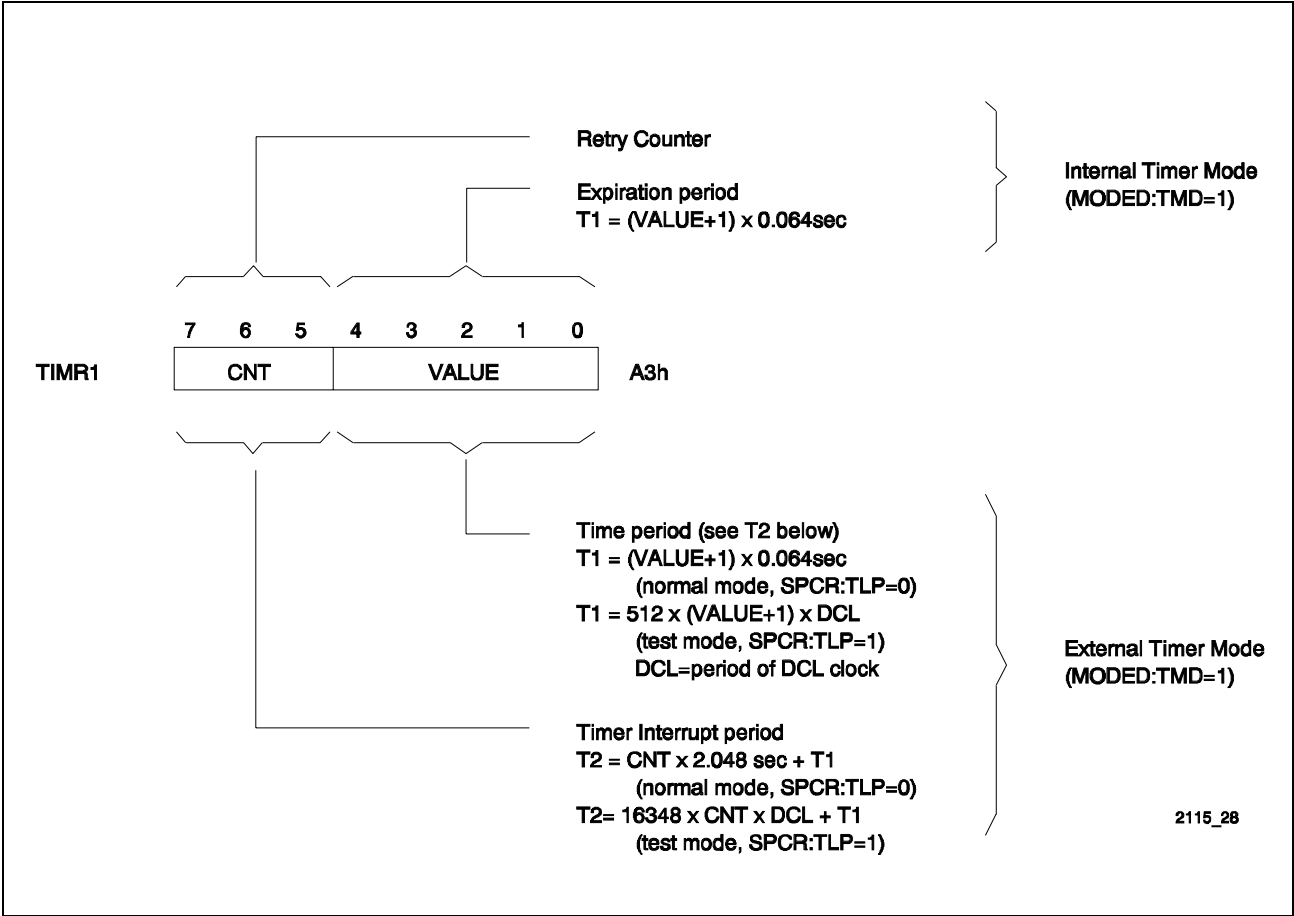 Retry Counter
Expiration period
T1 = (VALUE+1) x 0.064sec
Internal Timer Mode
(MODED:TMD=1)
7 6 5 4 3 2 1 0
TIMR1 CNT VALUE A3h
Time period (see T2 below)
T1 = (VALUE+1) x 0.064sec
(normal mode, SPCR:TLP=0)
T1 = 512 x (VALUE+1) x DCL
(test mode, SPCR:TLP=1)
DCL=period of DCL clock
External Timer Mode
(MODED:TMD=1)
Timer Interrupt period
T2 = CNT x 2.048 sec + T1
(normal mode, SPCR:TLP=0)
T2= 16348 x CNT x DCL + T1
(test mode, SPCR:TLP=1)
2115_28